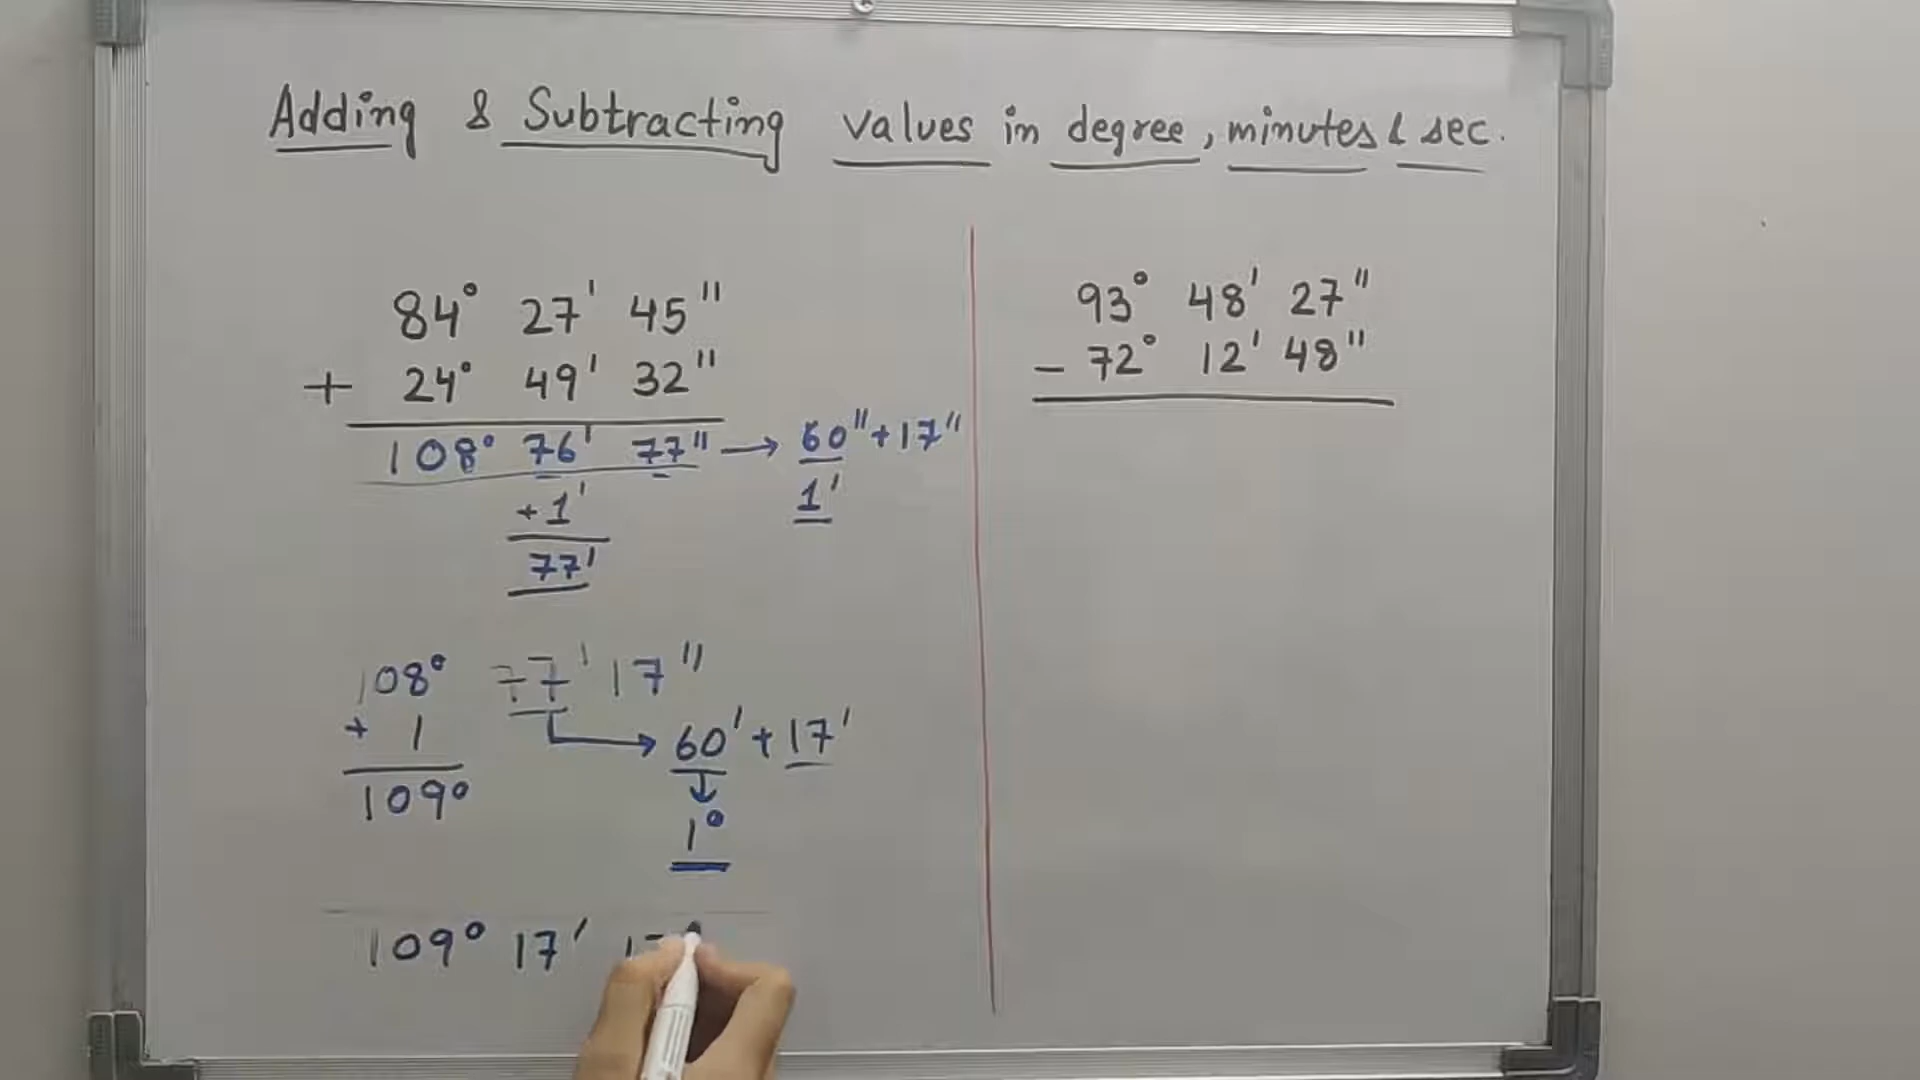 Adding & Subtracting values in degree, minutes & sec.
84° 27' 45"
+ 24° 49' 32"
108° 76' 77" → 60" + 17"
+1'
1'
77'
108° 77' 17"
+ 1
60' + 17'
↓
109°
1°
109° 17'
93° 48' 27"
- 72° 12' 48"